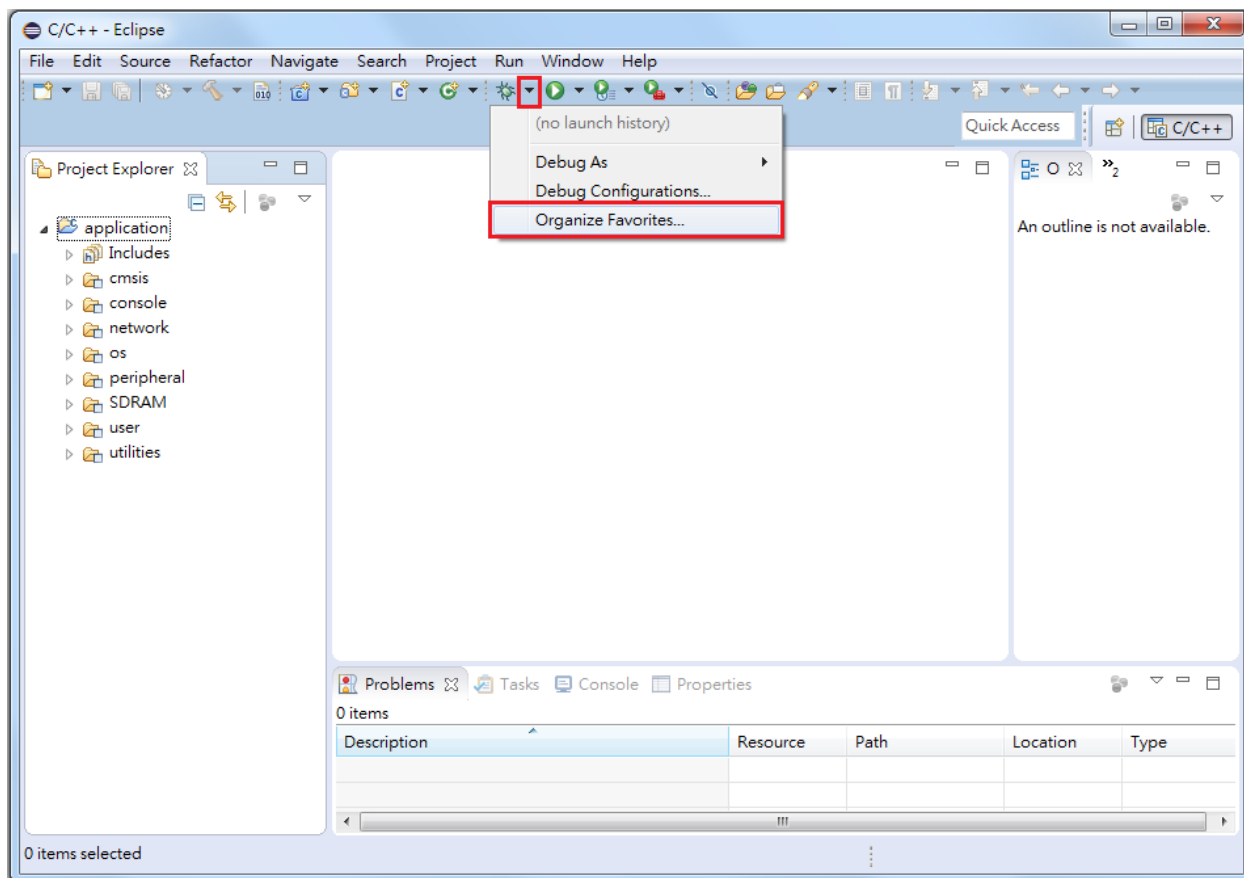 C/C++ - Eclipse
File Edit Source Refactor Navigate Search Project Run Window Help
010
(no launch history)
Quick Access
C/C++
Debug As
Debug Configurations...
Organize Favorites...
Project Explorer
application
Includes
cmsis
console
network
os
peripheral
SDRAM
user
utilities
O
»2
An outline is not available.
Problems Tasks Console Properties
0 items
Description Resource Path Location Type
0 items selected